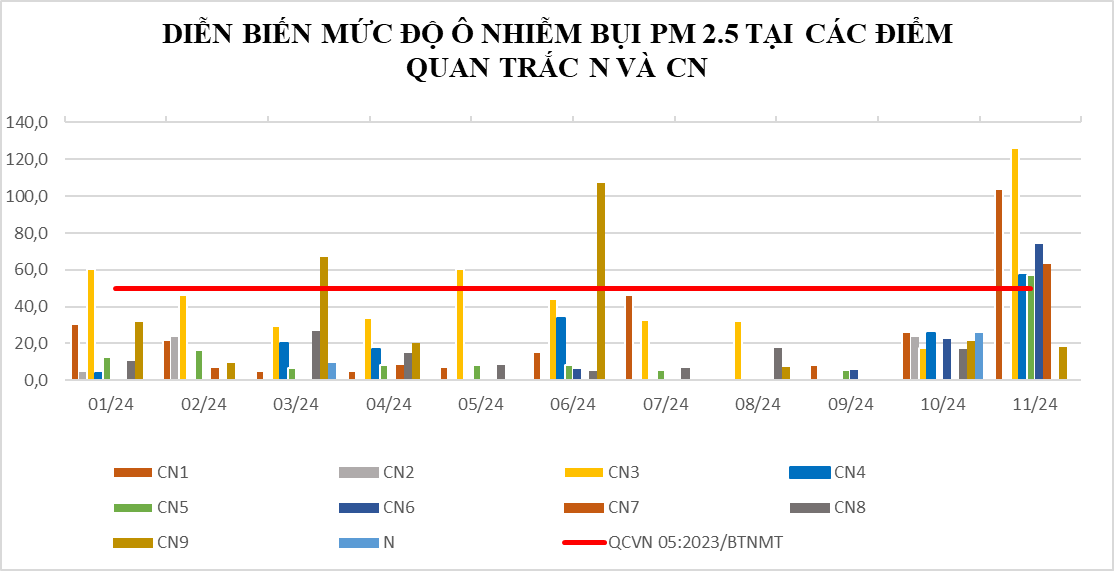 DIỄN BIẾN MỨC ĐỘ Ô NHIỄM BỤI PM 2.5 TẠI CÁC ĐIỂM
QUAN TRẮC N VÀ CN
140,0
120,0
100,0
80,0
60,0
40,0
20,0
0,0
01/24 02/24 03/24 04/24 05/24 06/24 07/24 08/24 09/24 10/24 11/24
CN1 CN2 CN3 CN4
CN5 CN6 CN7 CN8
CN9 N QCVN 05:2023/BTNMT